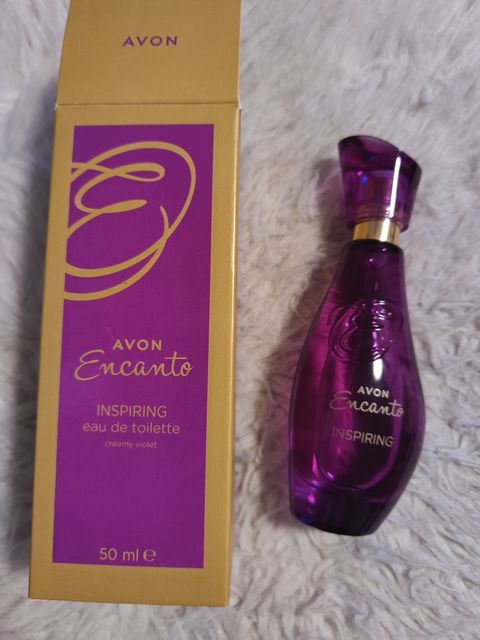 AVON
AVON
Encanto
INSPIRING
eau de toilette
creamy violet
50 ml e
AVON
Encanto
INSPIRING